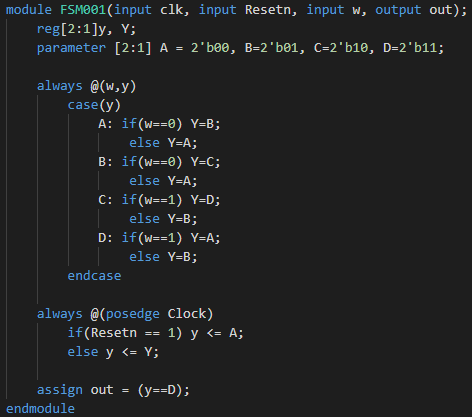 module FSM001(input clk, input Resetn, input w, output out);
reg[2:1]y, Y;
parameter [2:1] A = 2'b00, B=2'b01, C=2'b10, D=2'b11;
always @(w,y)
case(y)
A: if(w==0) Y=B;
else Y=A;
B: if(w==0) Y=C;
else Y=A;
C: if(w==1) Y=D;
else Y=B;
D: if(w==1) Y=A;
else Y=B;
endcase
always @(posedge Clock)
if(Resetn == 1) y <= A;
else y <= Y;
assign out = (y==D);
endmodule